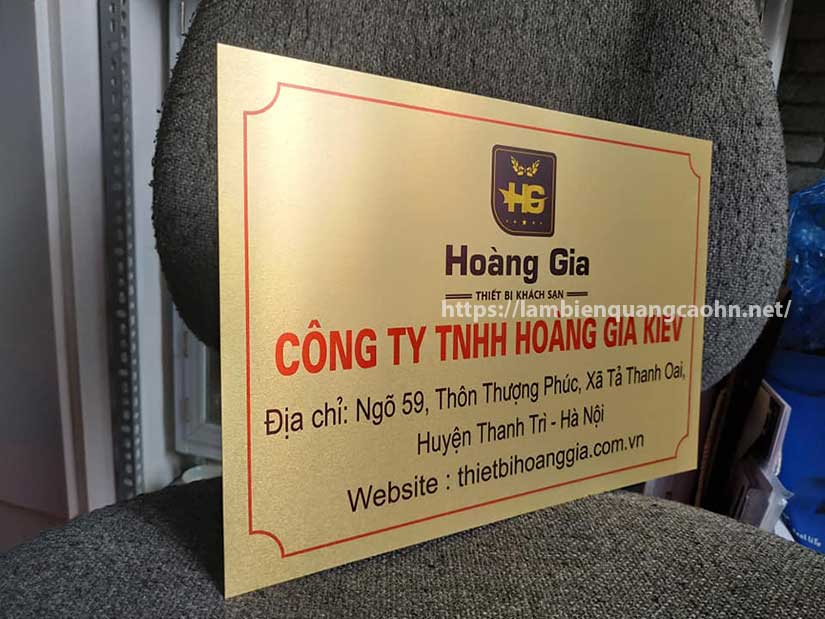 HG
Hoàng Gia
THIẾT BỊ KHÁCH SẠN
https://lambienquangcaohn.net/
CÔNG TY TNHH HOÀNG GIA KIEV
Địa chỉ: Ngõ 59, Thôn Thượng Phúc, Xã Tả Thanh Oai,
Huyện Thanh Trì - Hà Nội
Website : thietbihoanggia.com.vn